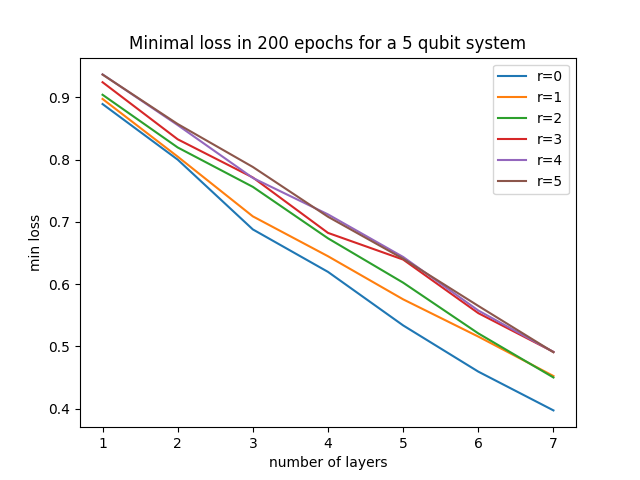 Minimal loss in 200 epochs for a 5 qubit system
min loss
0.9
0.8
0.7
0.6
0.5
0.4
r=0
r=1
r=2
r=3
r=4
r=5
1 2 3 4 5 6 7
number of layers